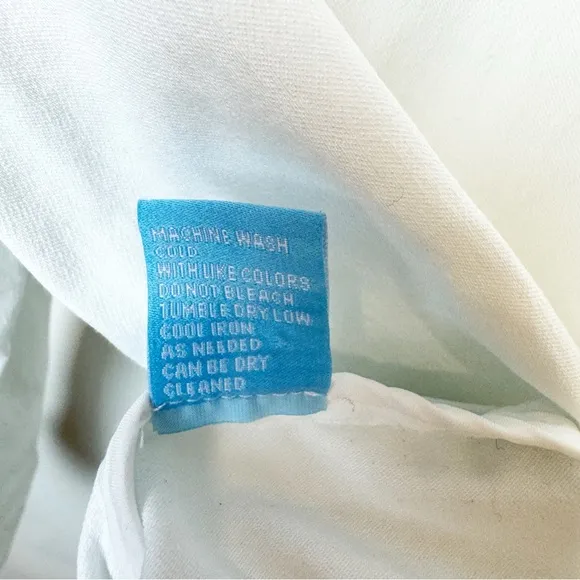 MACHINE WASH
COLD
WITH LIKE COLORS
DO NOT BLEACH
TUMBLE DRY LOW
COOL IRON
AS NEEDED
CAN BE DRY
CLEANED